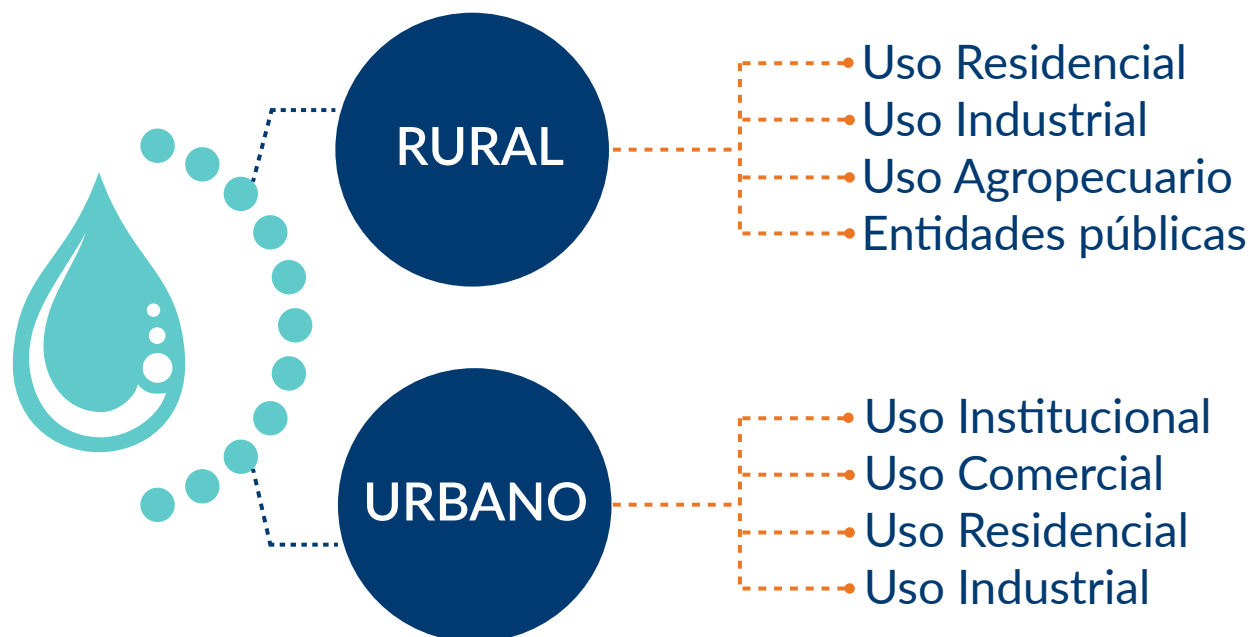 RURAL
Uso Residencial
Uso Industrial
Uso Agropecuario
Entidades públicas
URBANO
Uso Institucional
Uso Comercial
Uso Residencial
Uso Industrial